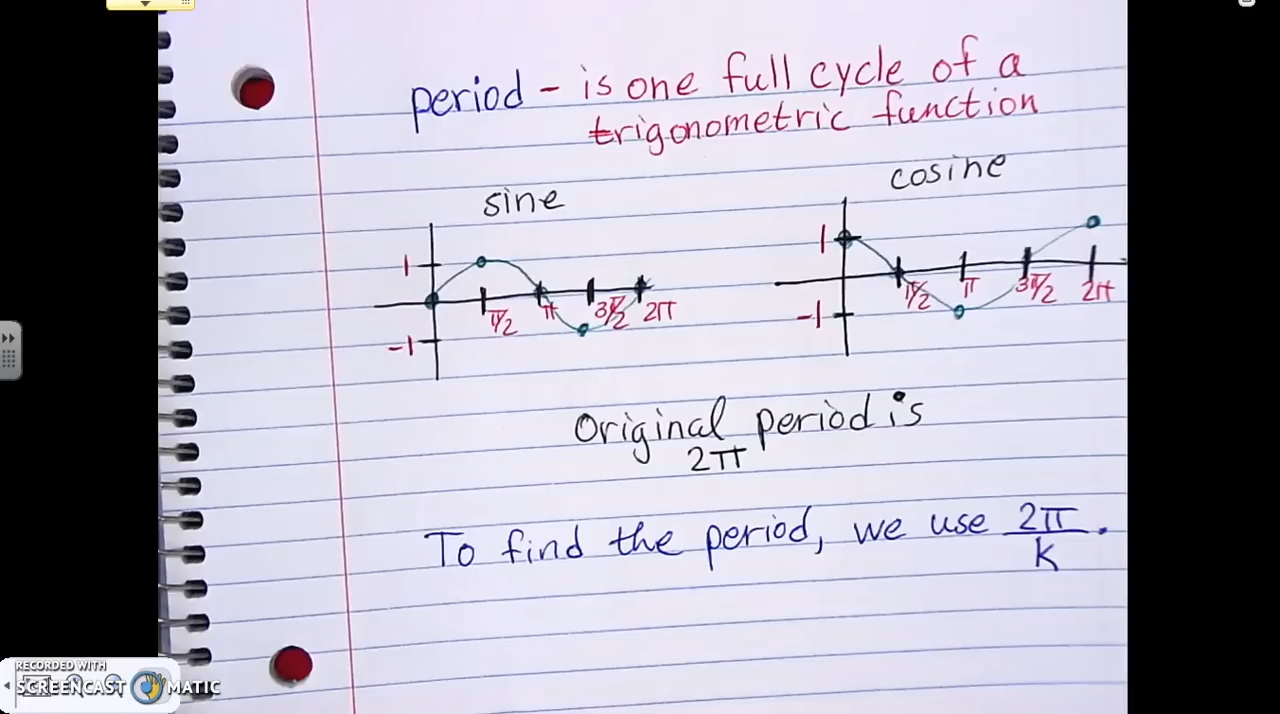 period - is one full cycle of a
trigonometric function
sine
cosine
1
-1
π/2
π
3π/2
2π
1
-1
π/2
π
3π/2
2π
Original period is
2π
To find the period, we use 2π/k.
RECORDED WITH
SCREENCAST MATIC